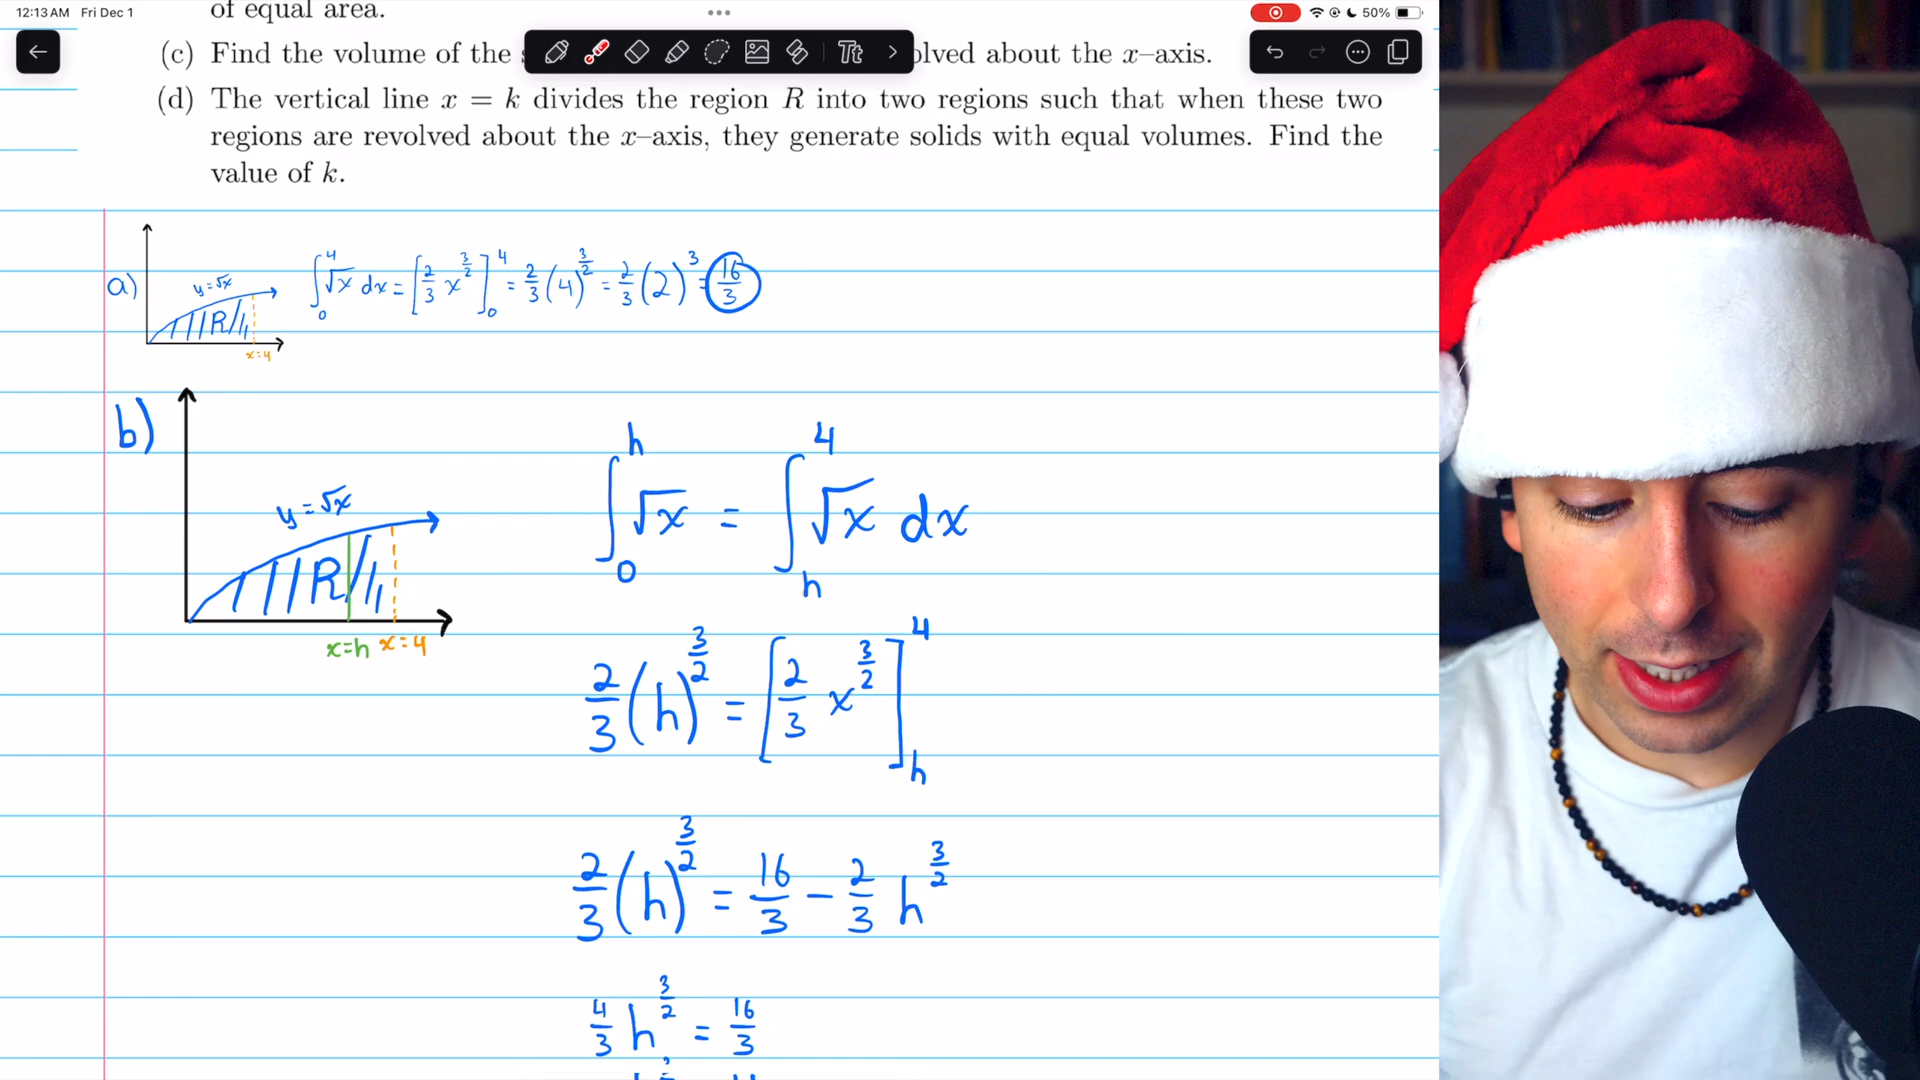 12:13 AM Fri Dec 1
50%
of equal area.
(c) Find the volume of the
Tt
olved about the x–axis.
(d) The vertical line x = k divides the region R into two regions such that when these two
regions are revolved about the x–axis, they generate solids with equal volumes. Find the
value of k.
a)
y=√x
R
x=4
∫₀⁴ √x dx = [2/3 x^(3/2)]₀⁴ = 2/3 (4)^(3/2) = 2/3 (2)³ = 16/3
b)
y=√x
R
x=h x=4
∫₀ʰ √x = ∫ₕ⁴ √x dx
2/3 (h)^(3/2) = [2/3 x^(3/2)]ₕ⁴
2/3 (h)^(3/2) = 16/3 − 2/3 h^(3/2)
4/3 h^(3/2) = 16/3